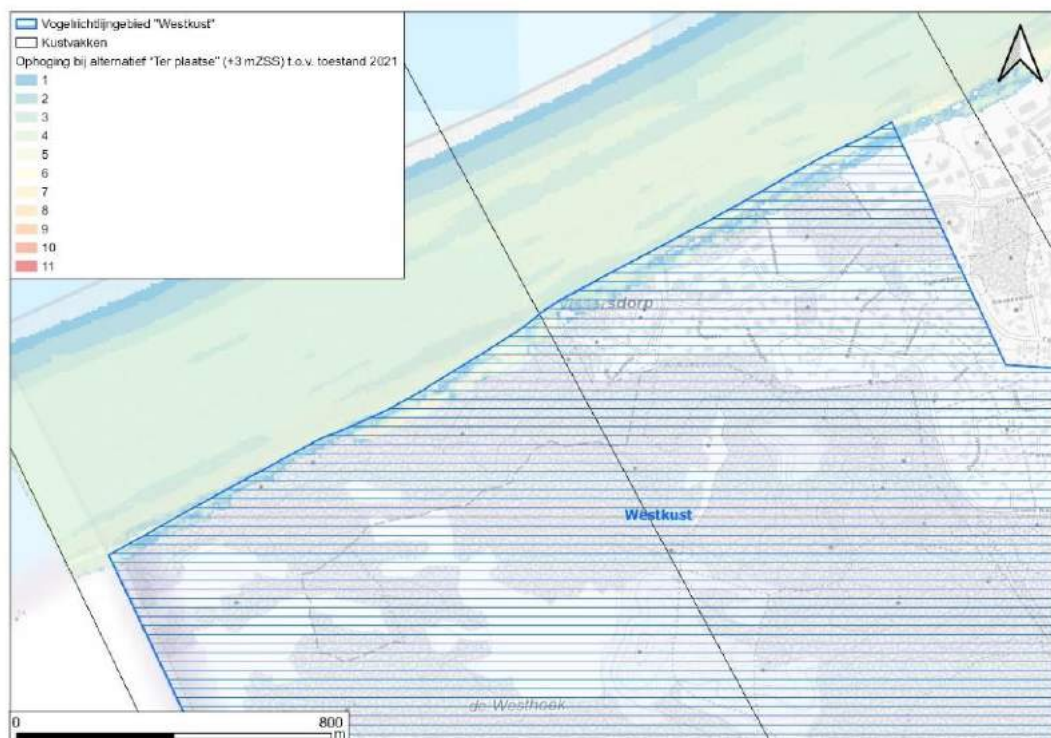 Vogelrichtlijngebied "Westkust"
Kustvakken
Ophoging bij alternatief "Ter plaatse" (+3 mZSS) t.o.v. toestand 2021
1
2
3
4
5
6
7
8
9
10
11
Vissersdorp
Westkust
de Westhoek
0 800
m